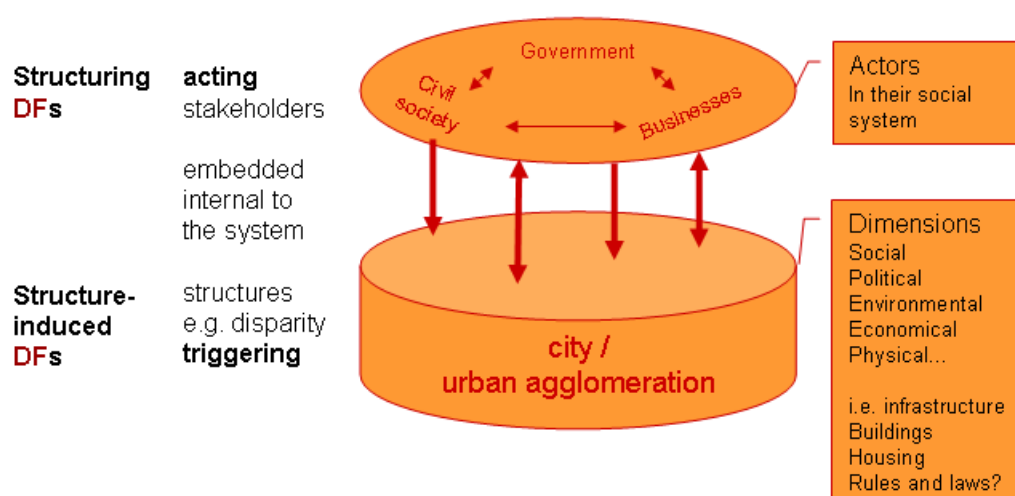 Structuring
DFs
acting
stakeholders
embedded
internal to
the system
Structure-
induced
DFs
structures
e.g. disparity
triggering
Government
Civil
society
Businesses
city /
urban agglomeration
Actors
In their social
system
Dimensions
Social
Political
Environmental
Economical
Physical...
i.e. infrastructure
Buildings
Housing
Rules and laws?